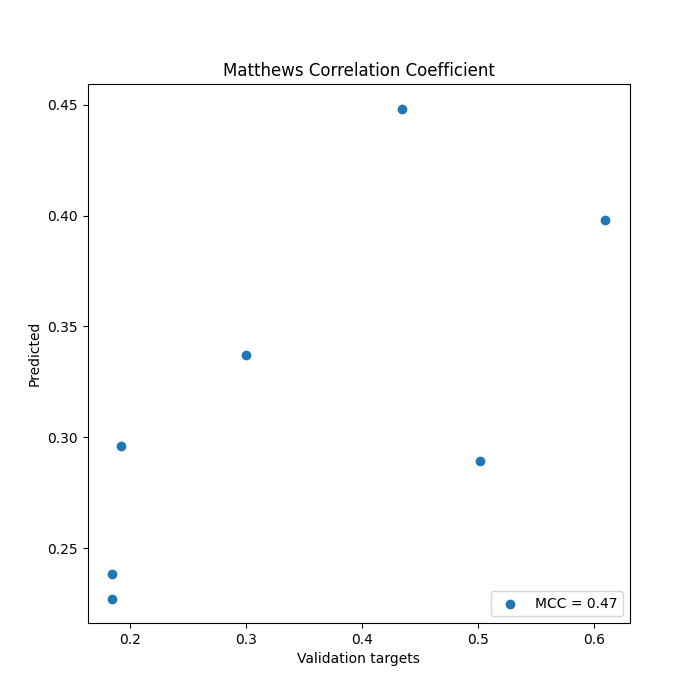 Matthews Correlation Coefficient
0.45
0.40
0.35
0.30
0.25
Predicted
MCC = 0.47
0.2 0.3 0.4 0.5 0.6
Validation targets